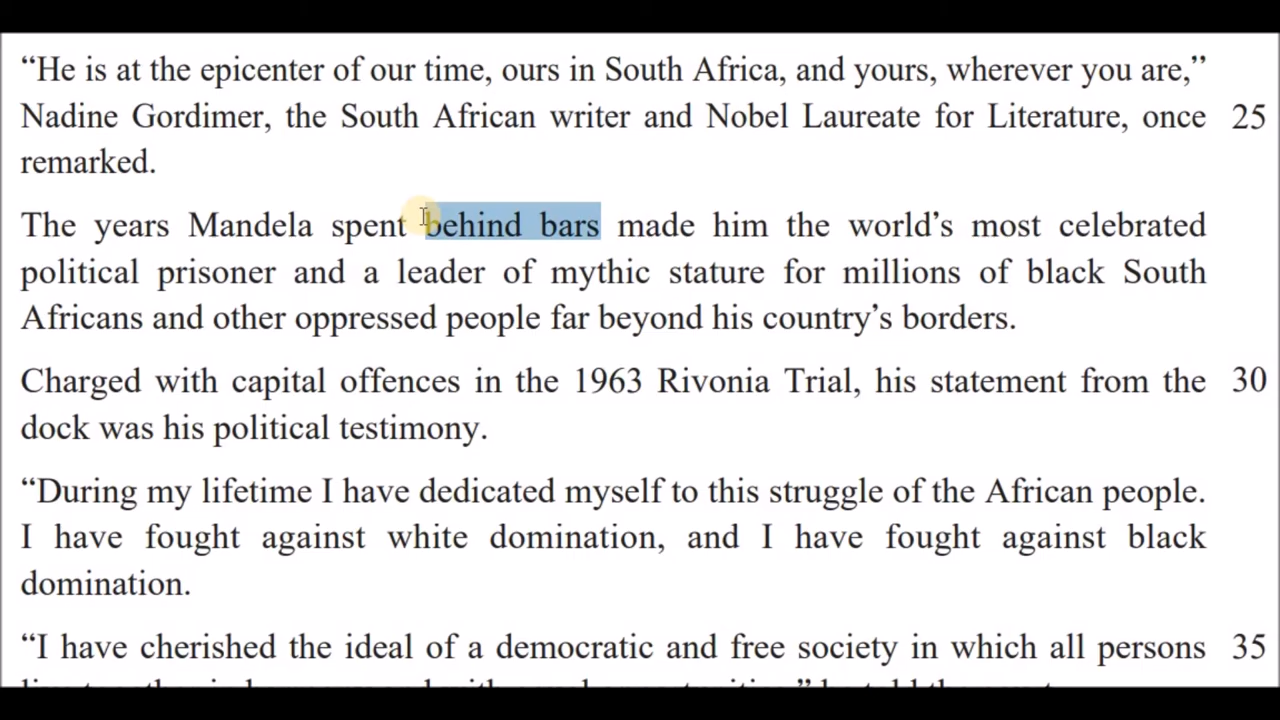 “He is at the epicenter of our time, ours in South Africa, and yours, wherever you are,”
Nadine Gordimer, the South African writer and Nobel Laureate for Literature, once 25
remarked.
The years Mandela spent behind bars made him the world’s most celebrated
political prisoner and a leader of mythic stature for millions of black South
Africans and other oppressed people far beyond his country’s borders.
Charged with capital offences in the 1963 Rivonia Trial, his statement from the 30
dock was his political testimony.
“During my lifetime I have dedicated myself to this struggle of the African people.
I have fought against white domination, and I have fought against black
domination.
“I have cherished the ideal of a democratic and free society in which all persons 35